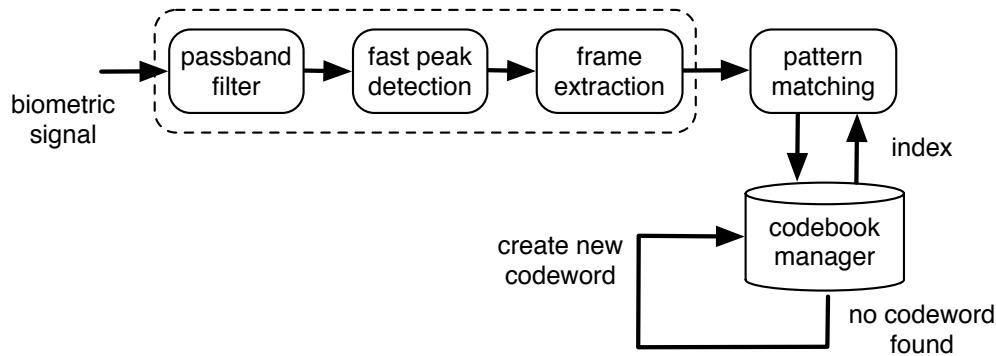 biometric
signal
passband
filter
fast peak
detection
frame
extraction
pattern
matching
index
codebook
manager
create new
codeword
no codeword
found